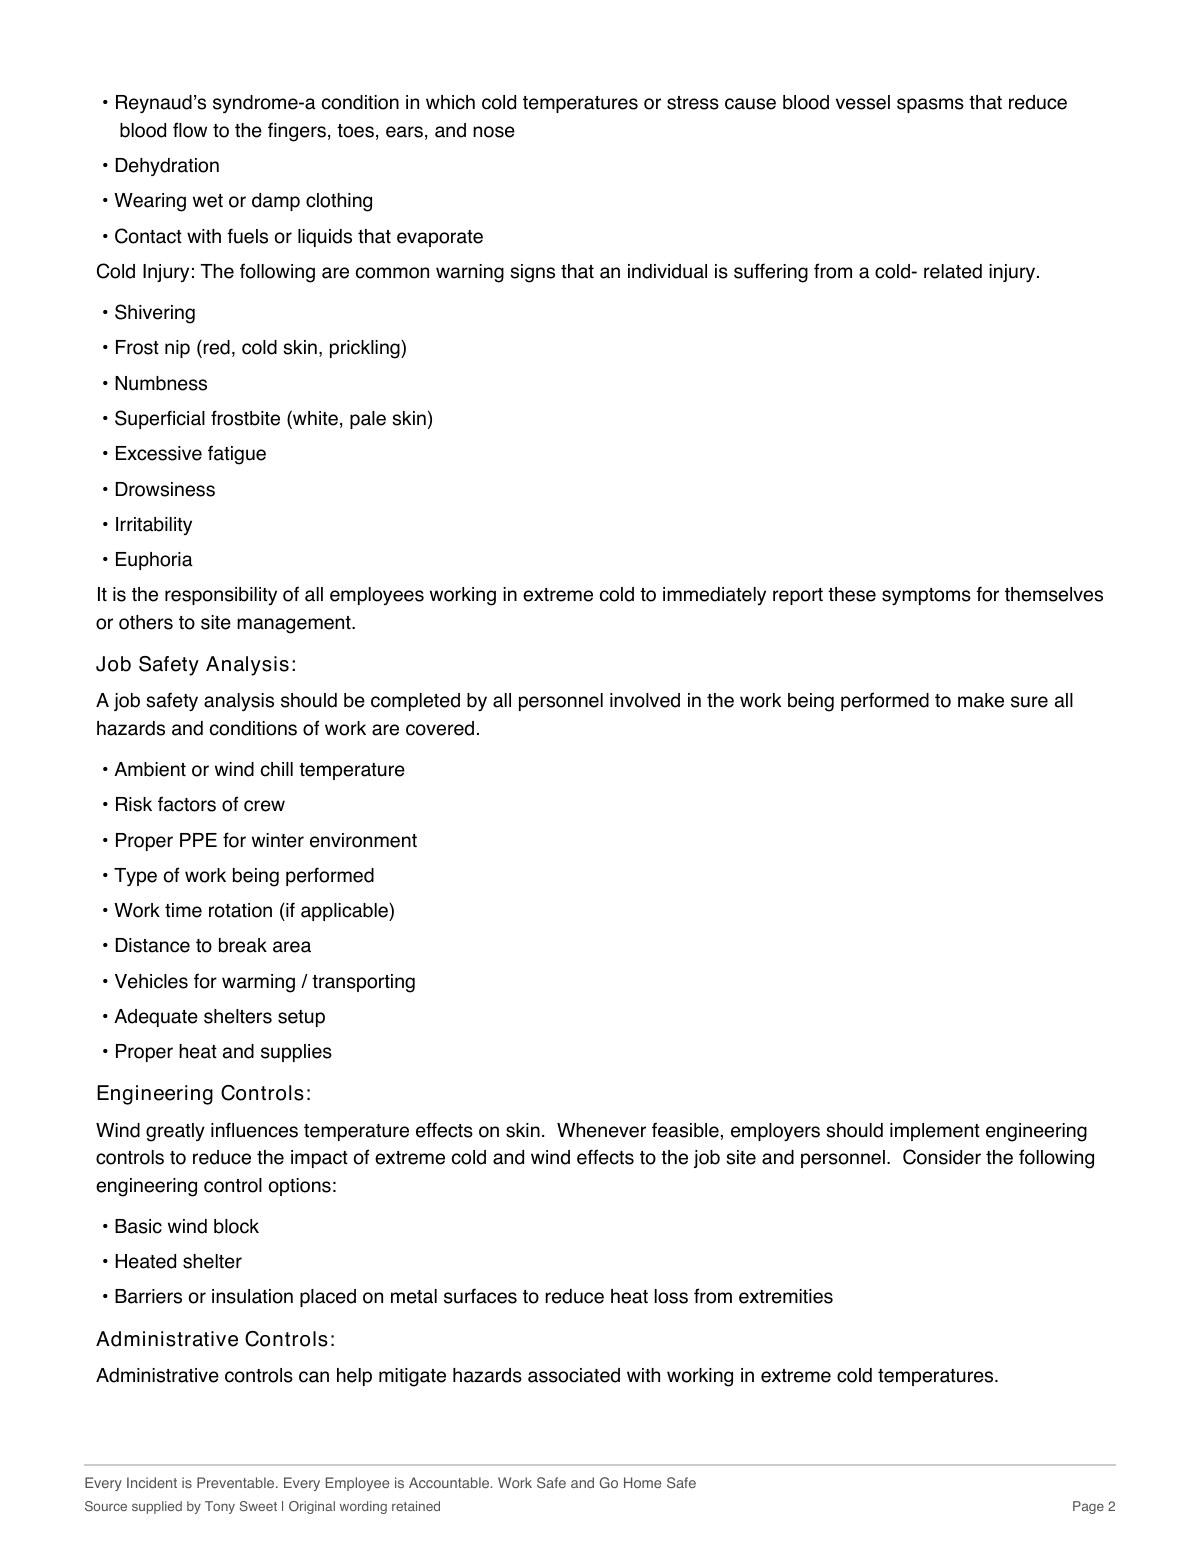 • Reynaud’s syndrome-a condition in which cold temperatures or stress cause blood vessel spasms that reduce
blood flow to the fingers, toes, ears, and nose
• Dehydration
• Wearing wet or damp clothing
• Contact with fuels or liquids that evaporate
Cold Injury: The following are common warning signs that an individual is suffering from a cold- related injury.
• Shivering
• Frost nip (red, cold skin, prickling)
• Numbness
• Superficial frostbite (white, pale skin)
• Excessive fatigue
• Drowsiness
• Irritability
• Euphoria
It is the responsibility of all employees working in extreme cold to immediately report these symptoms for themselves
or others to site management.
Job Safety Analysis:
A job safety analysis should be completed by all personnel involved in the work being performed to make sure all
hazards and conditions of work are covered.
• Ambient or wind chill temperature
• Risk factors of crew
• Proper PPE for winter environment
• Type of work being performed
• Work time rotation (if applicable)
• Distance to break area
• Vehicles for warming / transporting
• Adequate shelters setup
• Proper heat and supplies
Engineering Controls:
Wind greatly influences temperature effects on skin.  Whenever feasible, employers should implement engineering
controls to reduce the impact of extreme cold and wind effects to the job site and personnel.  Consider the following
engineering control options:
• Basic wind block
• Heated shelter
• Barriers or insulation placed on metal surfaces to reduce heat loss from extremities
Administrative Controls:
Administrative controls can help mitigate hazards associated with working in extreme cold temperatures.
Every Incident is Preventable. Every Employee is Accountable. Work Safe and Go Home Safe
Source supplied by Tony Sweet | Original wording retained
Page 2